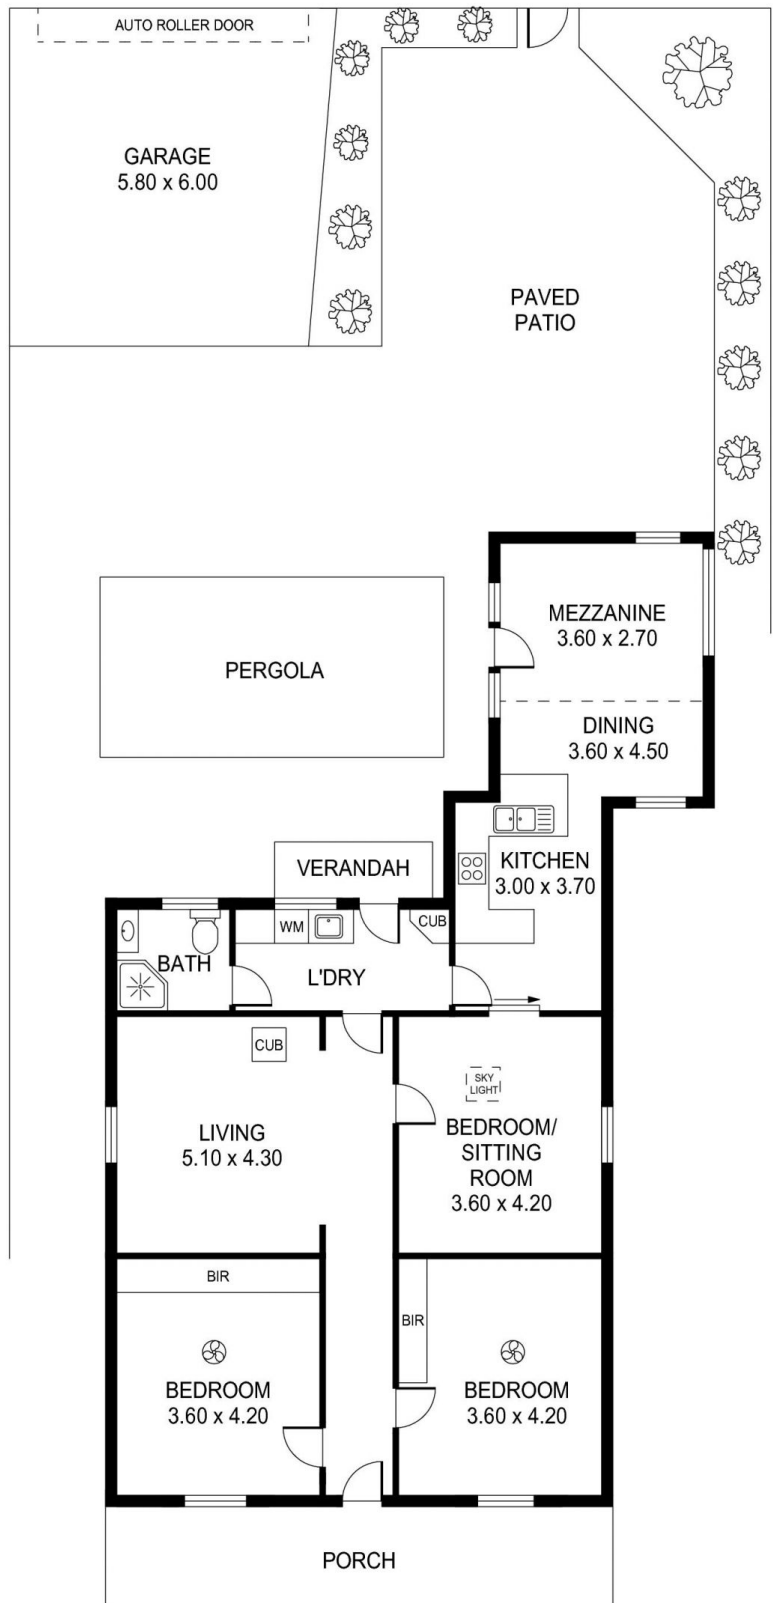 AUTO ROLLER DOOR
GARAGE
5.80 x 6.00
PAVED
PATIO
MEZZANINE
3.60 x 2.70
PERGOLA
DINING
3.60 x 4.50
VERANDAH
KITCHEN
3.00 x 3.70
WM
CUB
BATH
L'DRY
CUB
SKY
LIGHT
LIVING
5.10 x 4.30
BEDROOM/
SITTING
ROOM
3.60 x 4.20
BIR
BIR
BEDROOM
3.60 x 4.20
BEDROOM
3.60 x 4.20
PORCH